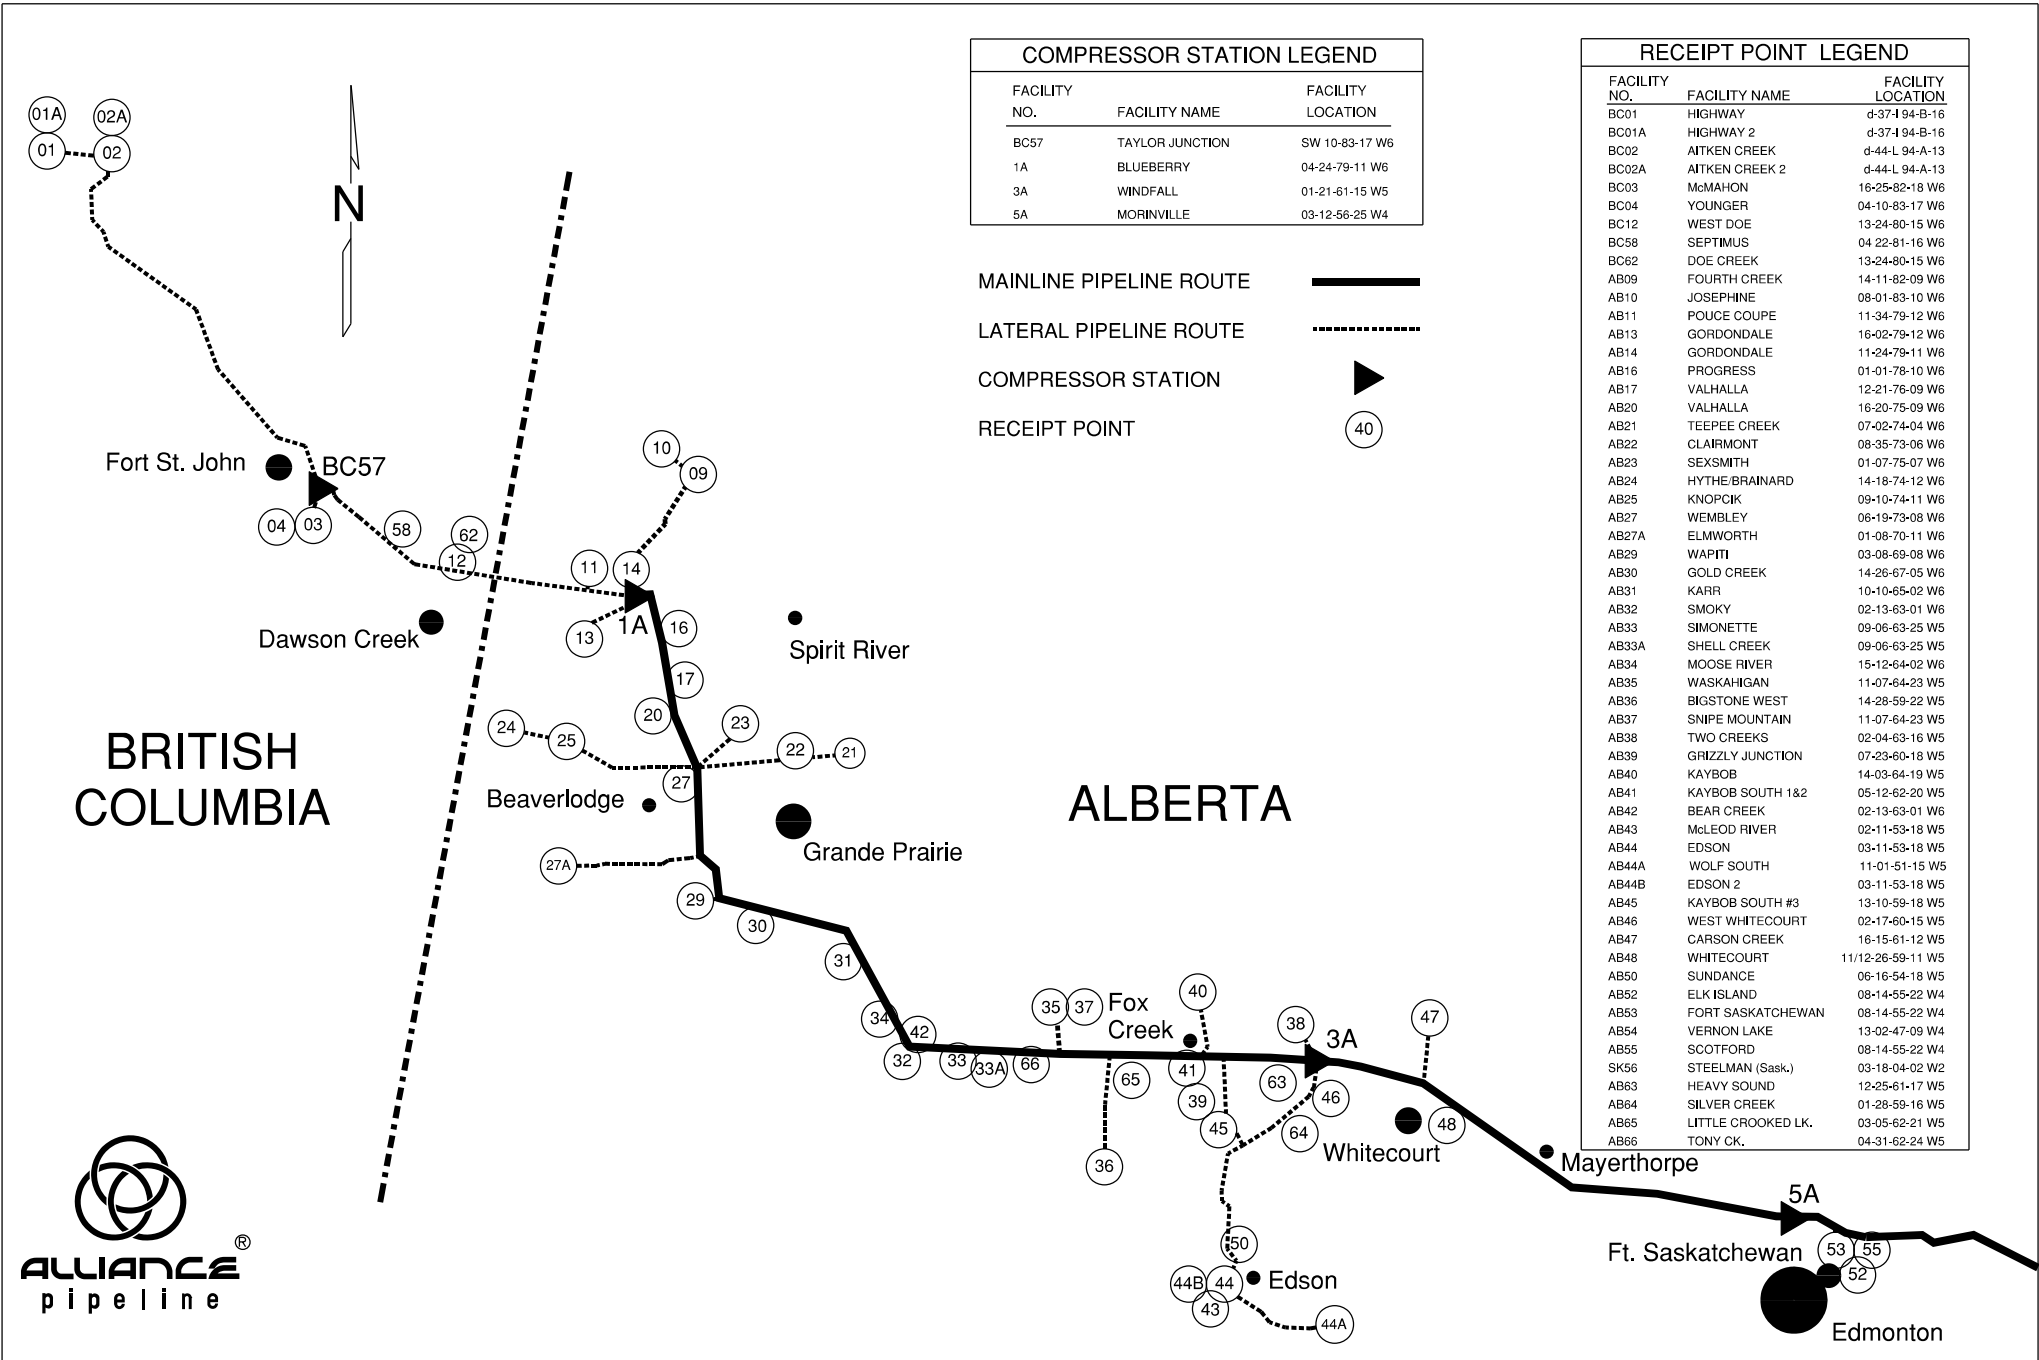 COMPRESSOR STATION LEGEND
FACILITY NO. FACILITY NAME FACILITY LOCATION
BC57 TAYLOR JUNCTION SW 10-83-17 W6
1A BLUEBERRY 04-24-79-11 W6
3A WINDFALL 01-21-61-15 W5
5A MORINVILLE 03-12-56-25 W4
MAINLINE PIPELINE ROUTE
LATERAL PIPELINE ROUTE
COMPRESSOR STATION
RECEIPT POINT 40
RECEIPT POINT LEGEND
FACILITY NO. FACILITY NAME FACILITY LOCATION
BC01 HIGHWAY d-37-I 94-B-16
BC01A HIGHWAY 2 d-37-I 94-B-16
BC02 AITKEN CREEK d-44-L 94-A-13
BC02A AITKEN CREEK 2 d-44-L 94-A-13
BC03 McMAHON 16-25-82-18 W6
BC04 YOUNGER 04-10-83-17 W6
BC12 WEST DOE 13-24-80-15 W6
BC58 SEPTIMUS 04 22-81-16 W6
BC62 DOE CREEK 13-24-80-15 W6
AB09 FOURTH CREEK 14-11-82-09 W6
AB10 JOSEPHINE 08-01-83-10 W6
AB11 POUCE COUPE 11-34-79-12 W6
AB13 GORDONDALE 16-02-79-12 W6
AB14 GORDONDALE 11-24-79-11 W6
AB16 PROGRESS 01-01-78-10 W6
AB17 VALHALLA 12-21-76-09 W6
AB20 VALHALLA 16-20-75-09 W6
AB21 TEEPEE CREEK 07-02-74-04 W6
AB22 CLAIRMONT 08-35-73-06 W6
AB23 SEXSMITH 01-07-75-07 W6
AB24 HYTHE/BRAINARD 14-18-74-12 W6
AB25 KNOPCIK 09-10-74-11 W6
AB27 WEMBLEY 06-19-73-08 W6
AB27A ELMWORTH 01-08-70-11 W6
AB29 WAPITI 03-08-69-08 W6
AB30 GOLD CREEK 14-26-67-05 W6
AB31 KARR 10-10-65-02 W6
AB32 SMOKY 02-13-63-01 W6
AB33 SIMONETTE 09-06-63-25 W5
AB33A SHELL CREEK 09-06-63-25 W5
AB34 MOOSE RIVER 15-12-64-02 W6
AB35 WASKAHIGAN 11-07-64-23 W5
AB36 BIGSTONE WEST 14-28-59-22 W5
AB37 SNIPE MOUNTAIN 11-07-64-23 W5
AB38 TWO CREEKS 02-04-63-16 W5
AB39 GRIZZLY JUNCTION 07-23-60-18 W5
AB40 KAYBOB 14-03-64-19 W5
AB41 KAYBOB SOUTH 1&2 05-12-62-20 W5
AB42 BEAR CREEK 02-13-63-01 W6
AB43 McLEOD RIVER 02-11-53-18 W5
AB44 EDSON 03-11-53-18 W5
AB44A WOLF SOUTH 11-01-51-15 W5
AB44B EDSON 2 03-11-53-18 W5
AB45 KAYBOB SOUTH #3 13-10-59-18 W5
AB46 WEST WHITECOURT 02-17-60-15 W5
AB47 CARSON CREEK 16-15-61-12 W5
AB48 WHITECOURT 11/12-26-59-11 W5
AB50 SUNDANCE 06-16-54-18 W5
AB52 ELK ISLAND 08-14-55-22 W4
AB53 FORT SASKATCHEWAN 08-14-55-22 W4
AB54 VERNON LAKE 13-02-47-09 W4
AB55 SCOTFORD 08-14-55-22 W4
SK56 STEELMAN (Sask.) 03-18-04-02 W2
AB63 HEAVY SOUND 12-25-61-17 W5
AB64 SILVER CREEK 01-28-59-16 W5
AB65 LITTLE CROOKED LK. 03-05-62-21 W5
AB66 TONY CK. 04-31-62-24 W5
01A
02A
01
02
N
Fort St. John
BC57
04
03
58
62
12
10
09
11
14
13
1A
16
Dawson Creek
Spirit River
17
20
23
24
25
22
21
27
BRITISH
COLUMBIA
Beaverlodge
ALBERTA
Grande Prairie
27A
29
30
31
34
42
32
33
33A
66
35
37
Fox
Creek
40
38
3A
47
65
41
63
39
46
45
64
48
36
Whitecourt
Mayerthorpe
5A
50
Ft. Saskatchewan
53
55
52
44B
44
Edson
43
44A
Edmonton
ALLIANCE ®
pipeline